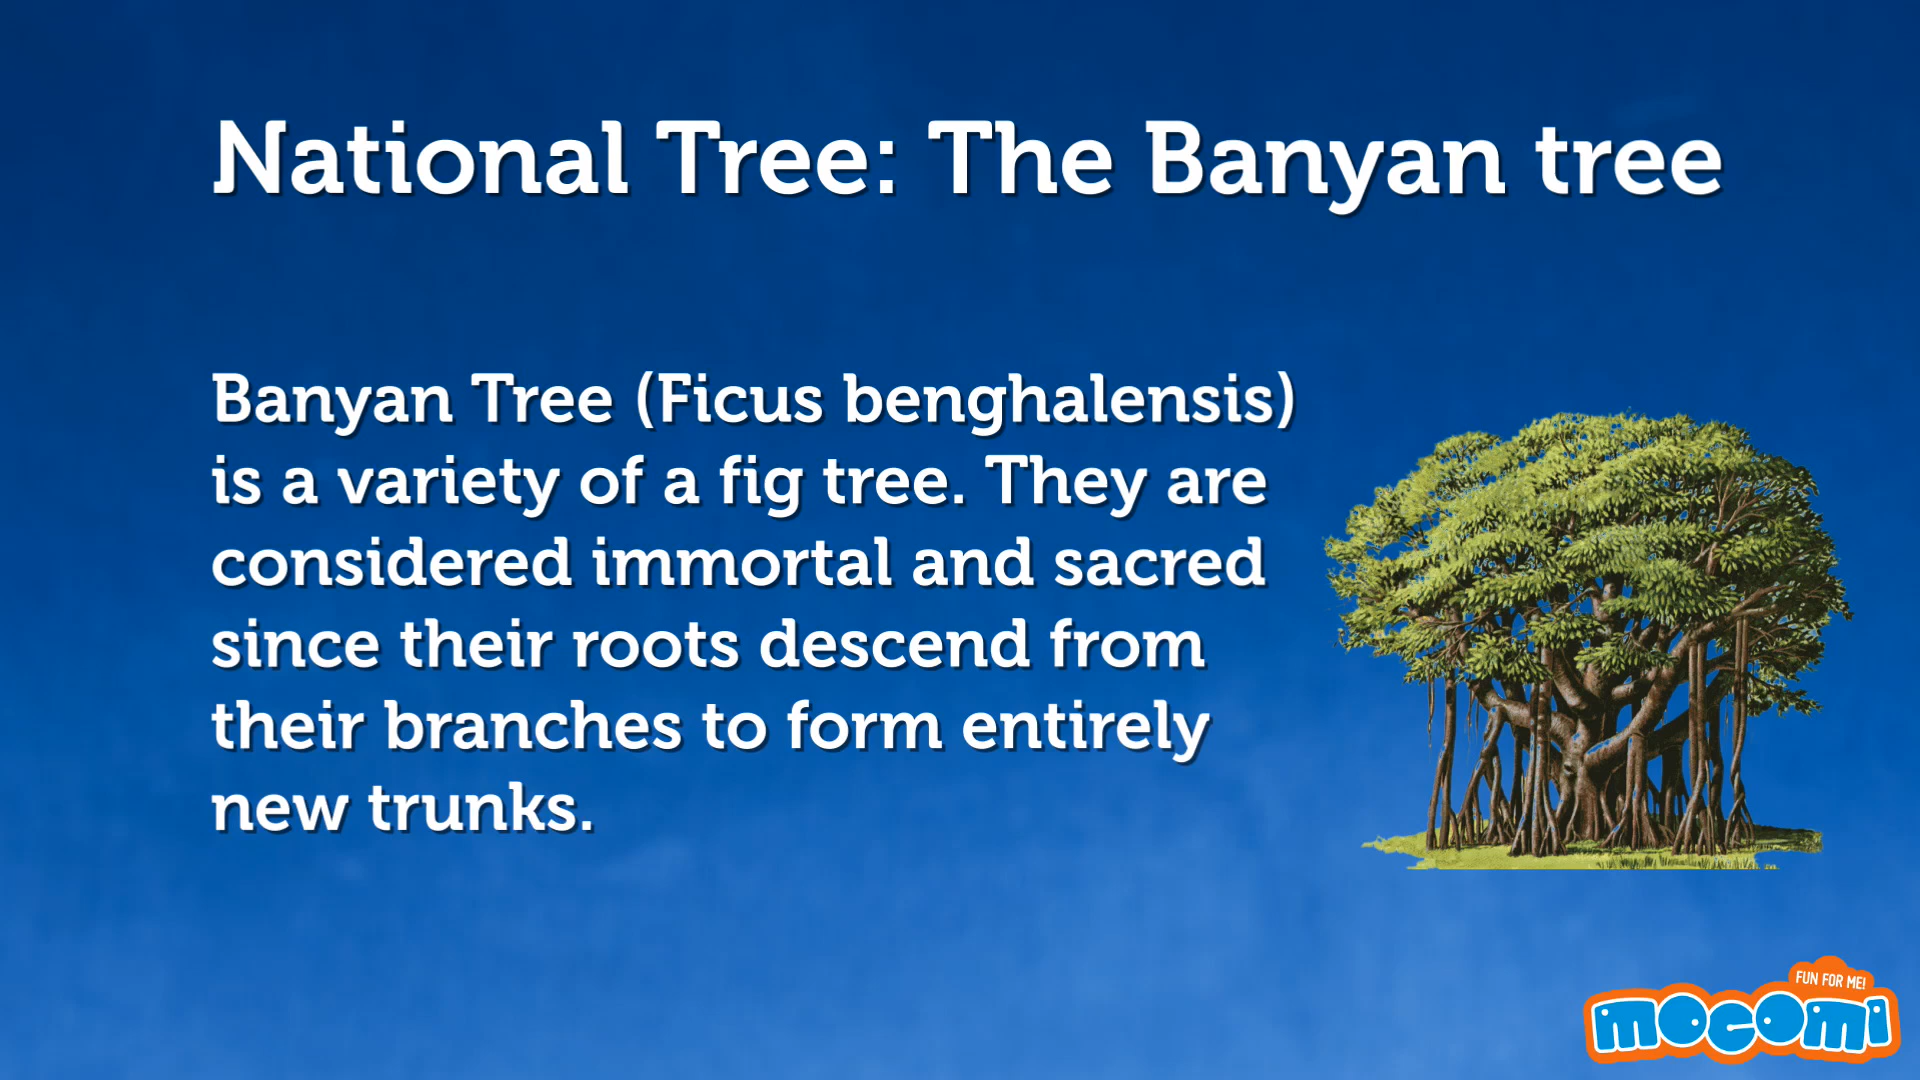 National Tree: The Banyan tree
Banyan Tree (Ficus benghalensis)
is a variety of a fig tree. They are
considered immortal and sacred
since their roots descend from
their branches to form entirely
new trunks.
FUN FOR ME!
mocomi